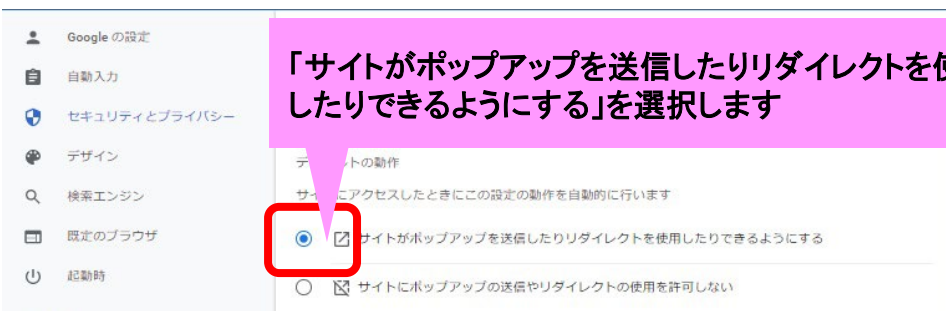 Google の設定
自動入力
セキュリティとプライバシー
デザイン
検索エンジン
既定のブラウザ
起動時
「サイトがポップアップを送信したりリダイレクトを使
したりできるようにする」を選択します
トの動作
にアクセスしたときにこの設定の動作を自動的に行います
サイトがポップアップを送信したりリダイレクトを使用したりできるようにする
サイトにポップアップの送信やリダイレクトの使用を許可しない